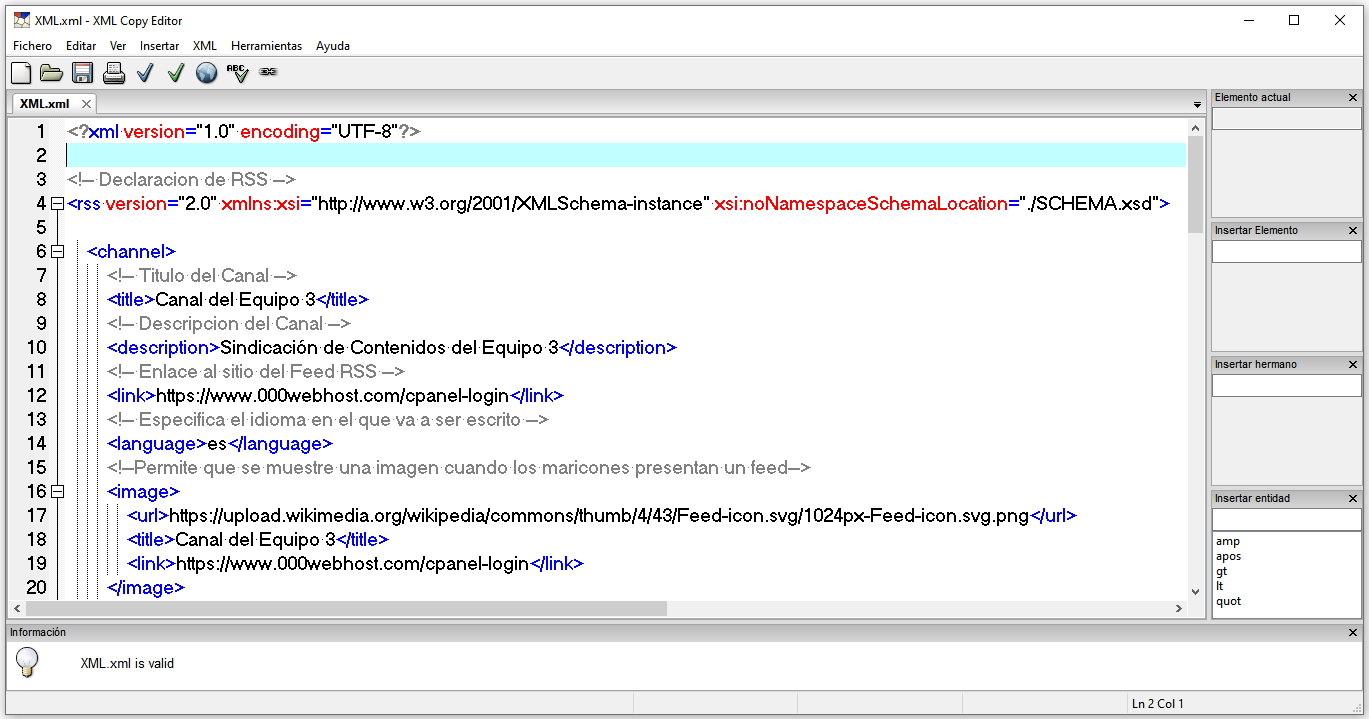 XML.xml - XML Copy Editor
Fichero Editar Ver Insertar XML Herramientas Ayuda
ABC
XML.xml
1 <?xml version="1.0" encoding="UTF-8"?>
2
3 <!-- Declaracion de RSS -->
4 <rss version="2.0" xmlns:xsi="http://www.w3.org/2001/XMLSchema-instance" xsi:noNamespaceSchemaLocation="./SCHEMA.xsd">
5
6 <channel>
7 <!-- Titulo del Canal -->
8 <title>Canal del Equipo 3</title>
9 <!-- Descripcion del Canal -->
10 <description>Sindicación de Contenidos del Equipo 3</description>
11 <!-- Enlace al sitio del Feed RSS -->
12 <link>https://www.000webhost.com/cpanel-login</link>
13 <!-- Especifica el idioma en el que va a ser escrito -->
14 <language>es</language>
15 <!--Permite que se muestre una imagen cuando los maricones presentan un feed-->
16 <image>
17 <url>https://upload.wikimedia.org/wikipedia/commons/thumb/4/43/Feed-icon.svg/1024px-Feed-icon.svg.png</url>
18 <title>Canal del Equipo 3</title>
19 <link>https://www.000webhost.com/cpanel-login</link>
20 </image>
Elemento actual
Insertar Elemento
Insertar hermano
Insertar entidad
amp
apos
gt
lt
quot
Información
XML.xml is valid
Ln 2 Col 1